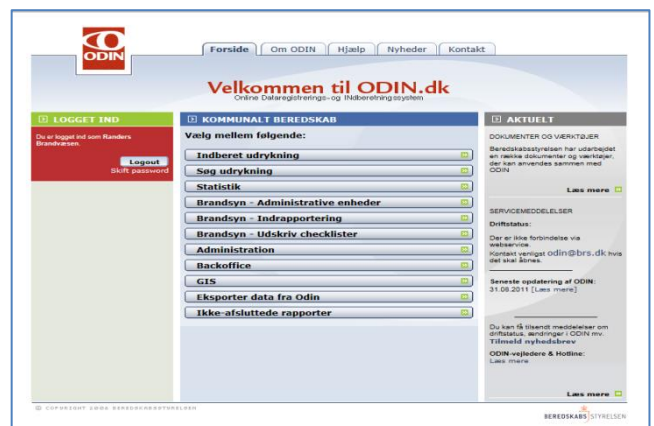 ODIN
Forside
Om ODIN
Hjælp
Nyheder
Kontakt
Velkommen til ODIN.dk
Online Dataregistrerings- og INdberetningssystem
LOGGET IND
Du er logget ind som Randers
Brandvæsen.
Logout
Skift password
KOMMUNALT BEREDSKAB
Vælg mellem følgende:
Indberet udrykning
Søg udrykning
Statistik
Brandsyn - Administrative enheder
Brandsyn - Indrapportering
Brandsyn - Udskriv checklister
Administration
Backoffice
GIS
Eksporter data fra Odin
Ikke-afsluttede rapporter
AKTUELT
DOKUMENTER OG VÆRKTØJER
Beredskabsstyrelsen har udarbejdet
en række dokumenter og værktøjer,
der kan anvendes sammen med
ODIN
Læs mere
SERVICEMEDDELELSER
Driftstatus:
Der er ikke forbindelse via
webservice.
Kontakt venligst odin@brs.dk hvis
det skal åbnes.
Seneste opdatering af ODIN:
31.08.2011 [Læs mere]
Du kan få tilsendt meddelelser om
driftstatus, ændringer i ODIN mv.
Tilmeld nyhedsbrev
ODIN-vejledere & Hotline:
Læs mere
Læs mere
© COPYRIGHT 2006 BEREDSKABSSTYRELSEN
BEREDSKABSSTYRELSEN